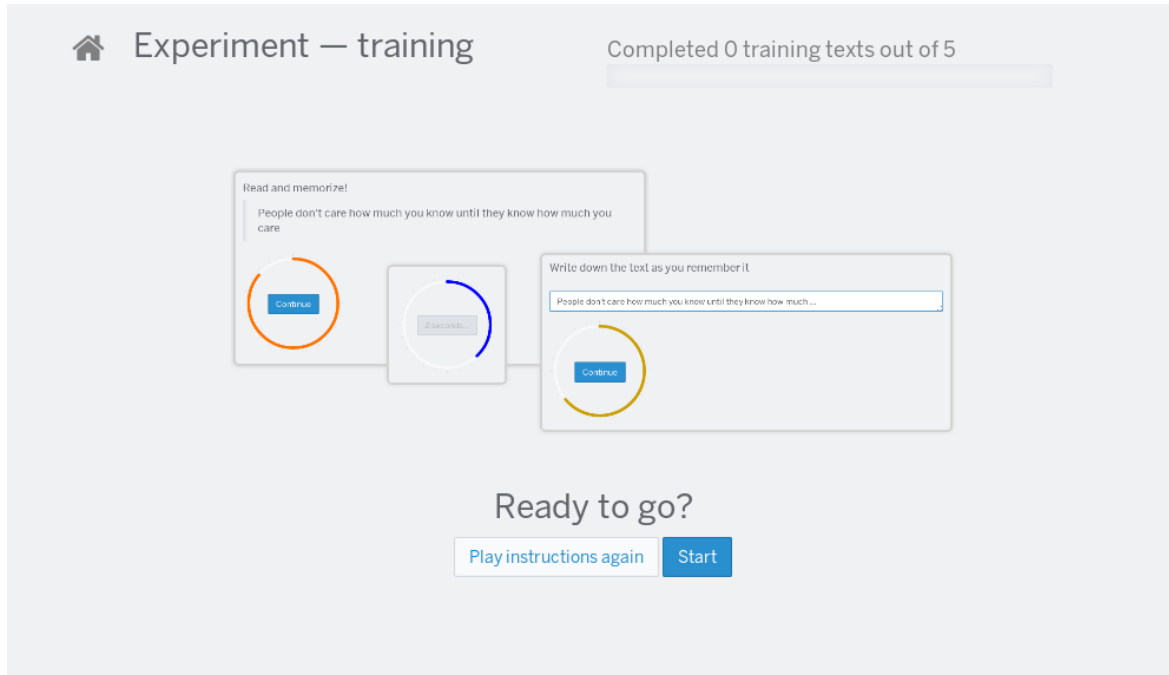 Experiment — training
Completed 0 training texts out of 5
Read and memorize!
People don't care how much you know until they know how much you
care
Continue
2 seconds...
Write down the text as you remember it
People don't care how much you know until they know how much ...
Continue
Ready to go?
Play instructions again
Start